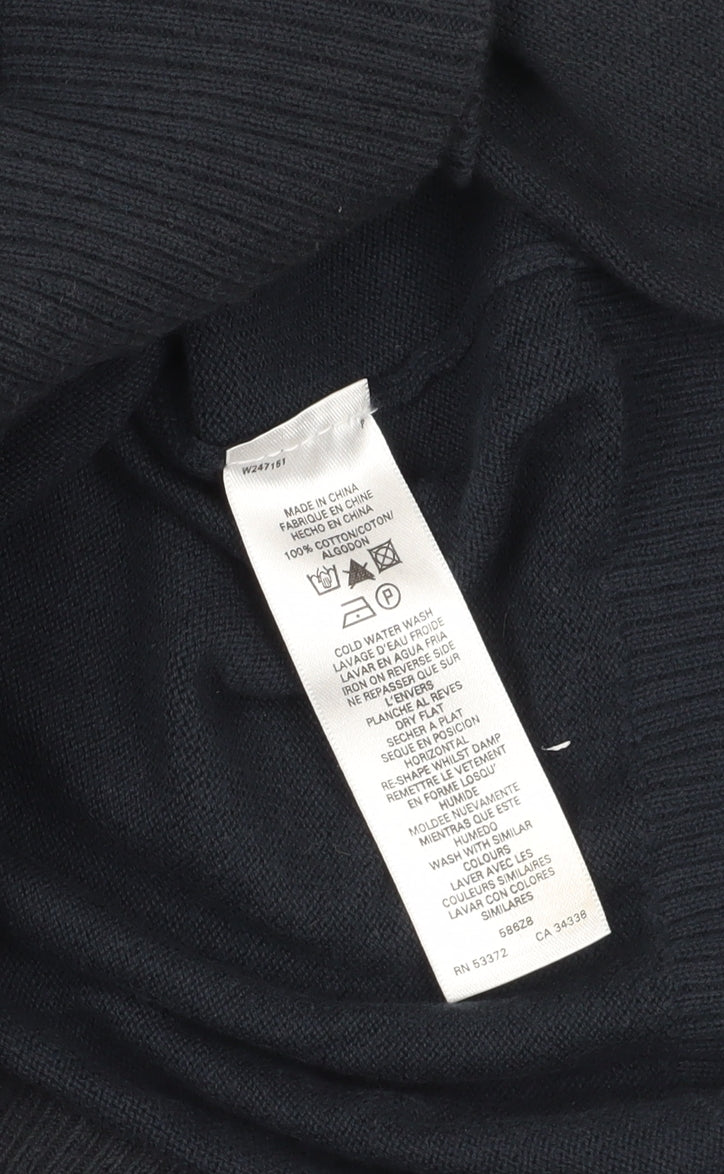 W247151
MADE IN CHINA
FABRIQUE EN CHINE
HECHO EN CHINA
100% COTTON/COTON/
ALGODON
P
COLD WATER WASH
LAVAGE D'EAU FROIDE
LAVAR EN AGUA FRIA
IRON ON REVERSE SIDE
NE REPASSER QUE SUR
L'ENVERS
PLANCHE AL REVES
DRY FLAT
SECHER A PLAT
SEQUE EN POSICION
HORIZONTAL
RE-SHAPE WHILST DAMP
REMETTRE LE VETEMENT
EN FORME LOSQU'
HUMIDE
MOLDEE NUEVAMENTE
MIENTRAS QUE ESTE
HUMEDO
WASH WITH SIMILAR
COLOURS
LAVER AVEC LES
COULEURS SIMILAIRES
LAVAR CON COLORES
SIMILARES
RN 53372 CA 34336